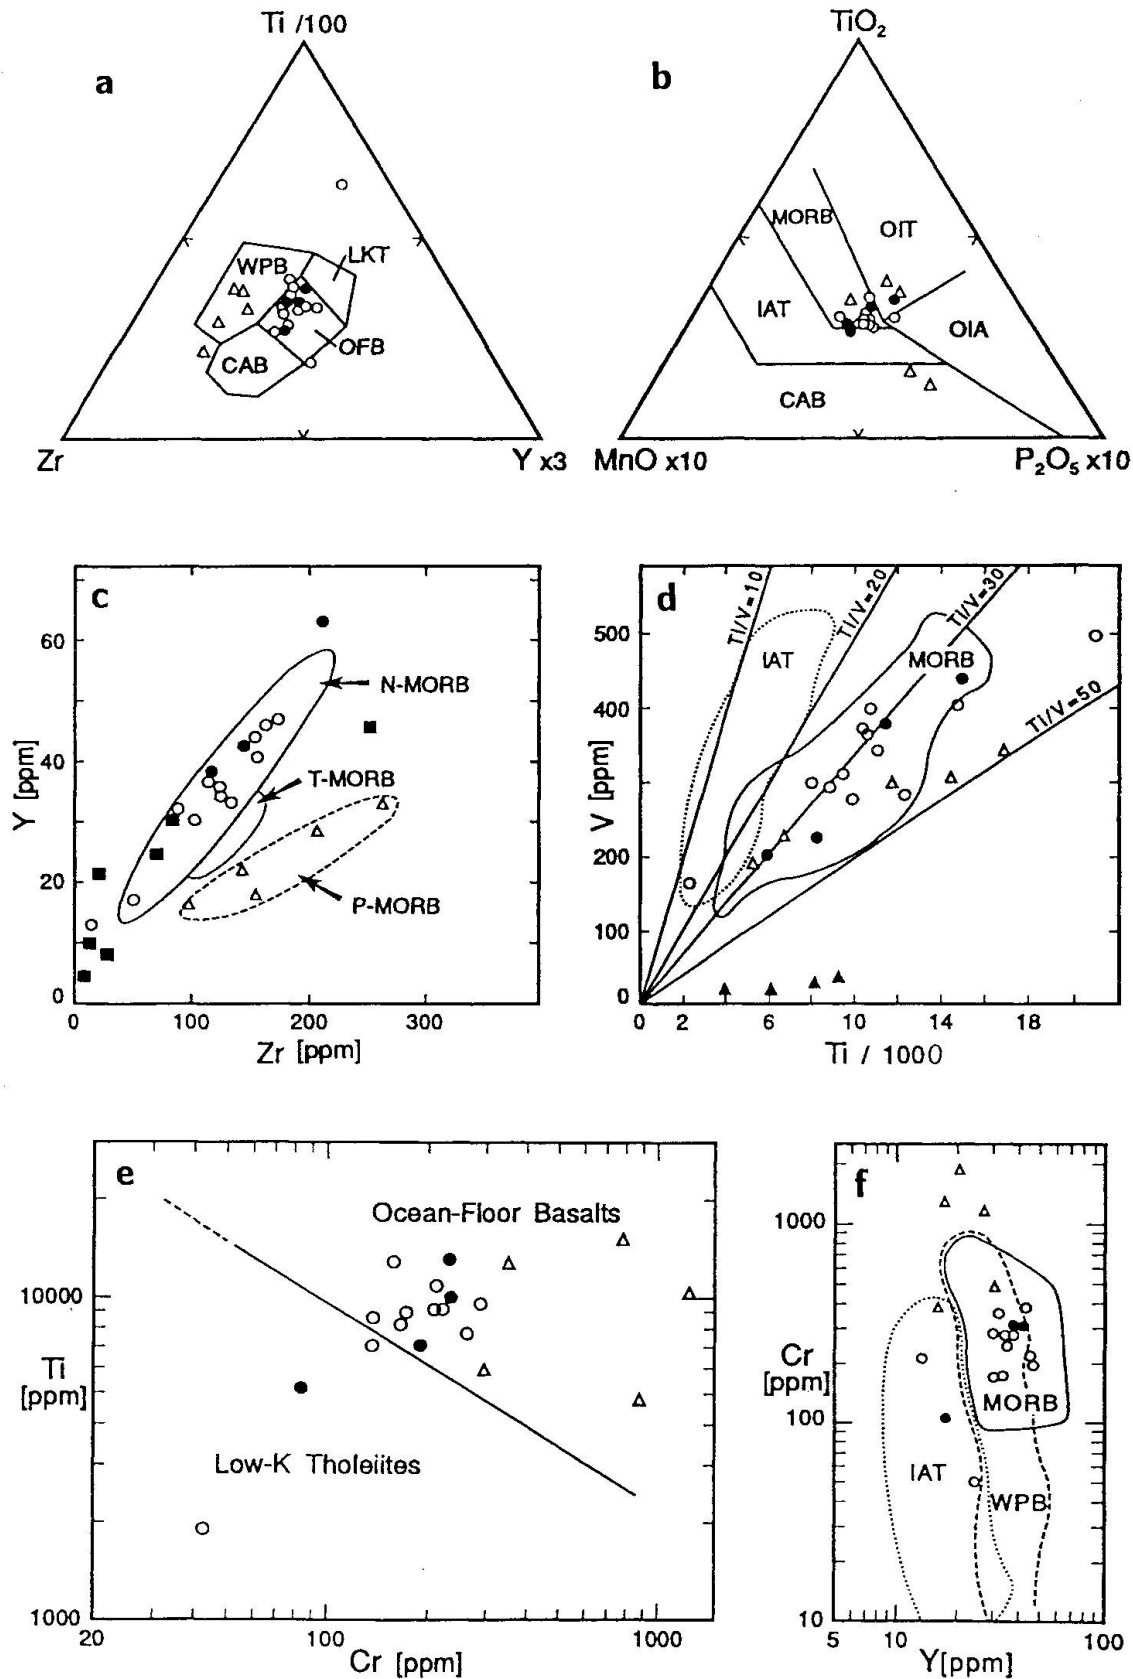 Ti /100
a
WPB
LKT
CAB
OFB
Zr
Y x3
TiO₂
b
MORB
OIT
IAT
OIA
CAB
MnO x10
P₂O₅ x10
c
60
40
20
0
Y [ppm]
N-MORB
T-MORB
P-MORB
0 100 200 300
Zr [ppm]
d
Ti/V=10
Ti/V=20
Ti/V=30
Ti/V=50
IAT
MORB
500
400
300
200
100
0
V [ppm]
0 2 6 10 14 18
Ti / 1000
e
Ocean-Floor Basalts
Low-K Tholeiites
10000
1000
Ti
[ppm]
20 100 1000
Cr [ppm]
f
1000
100
10
Cr
[ppm]
MORB
IAT
WPB
5 10 100
Y[ppm]